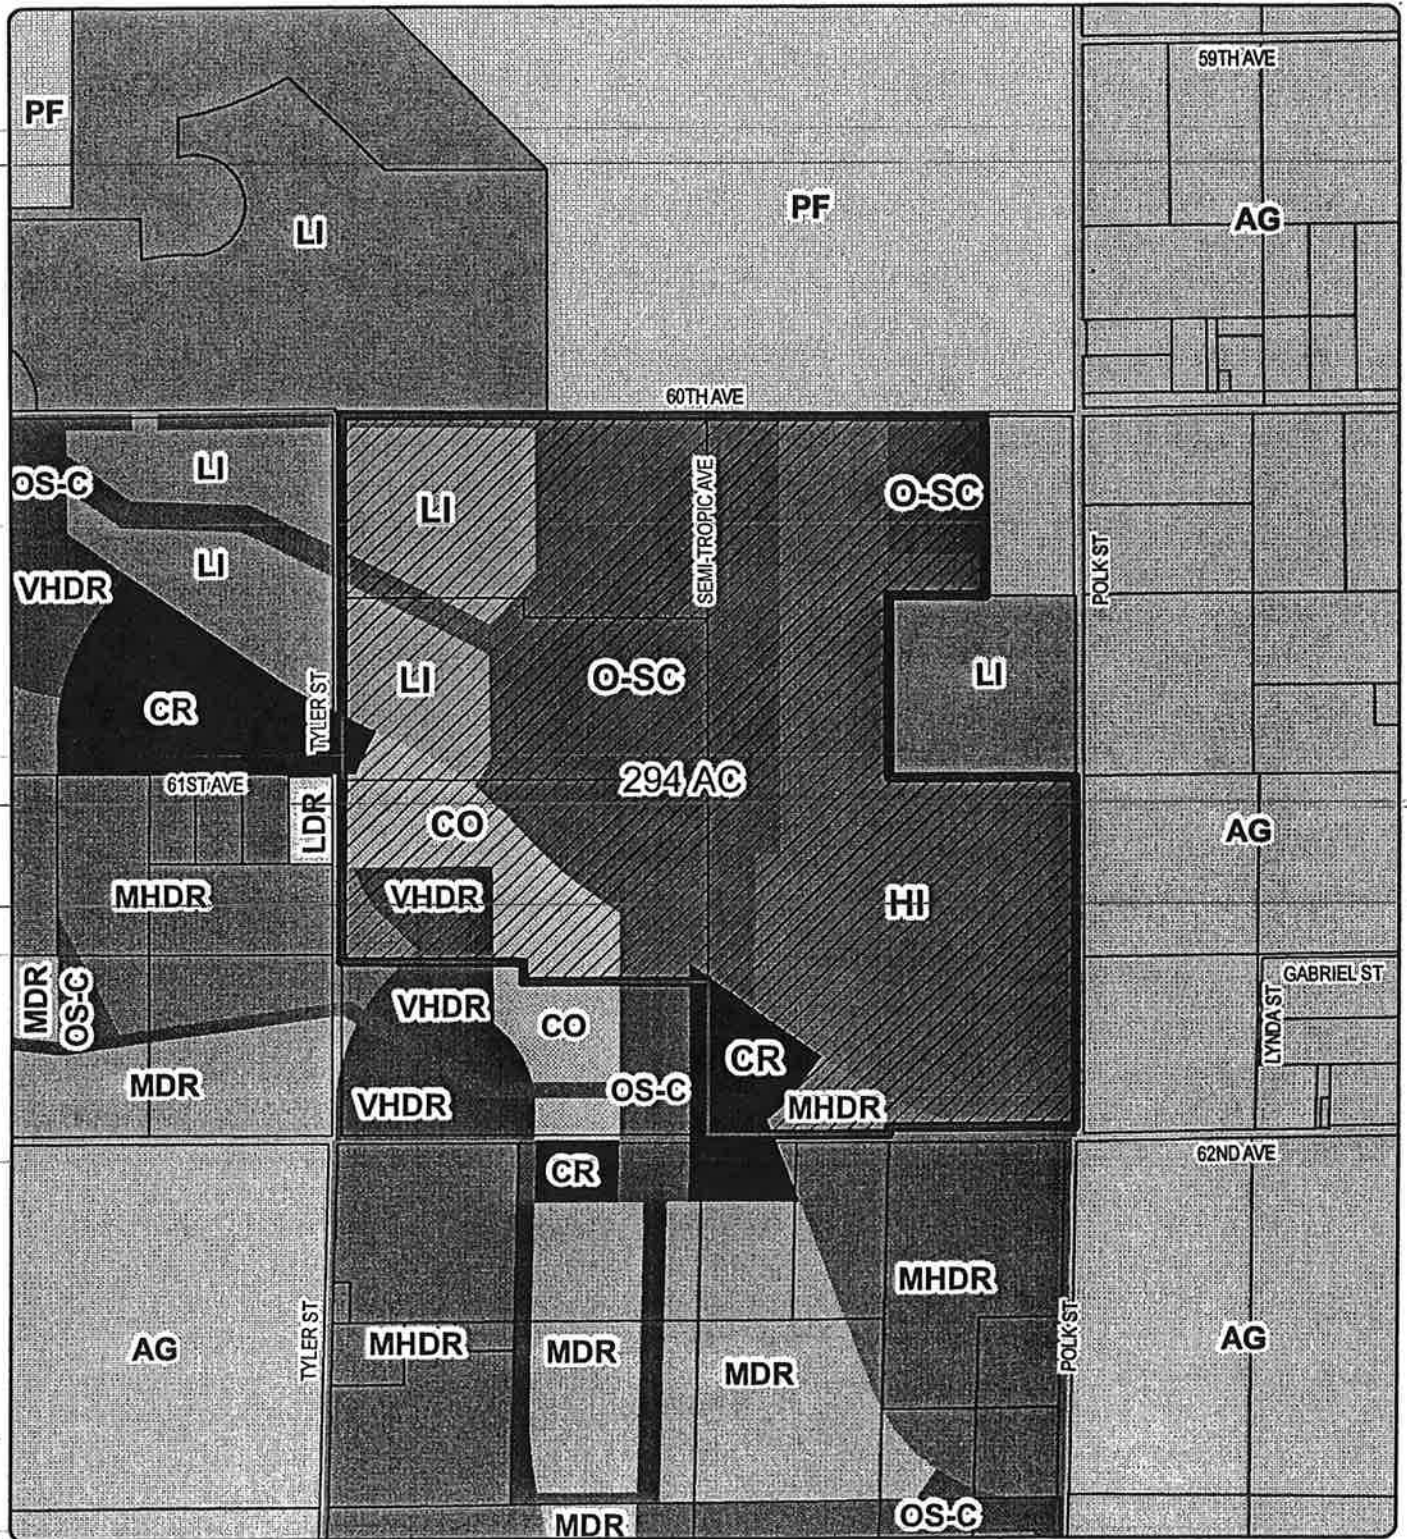 59TH AVE
PF
PF
AG
LI
60TH AVE
LI
OS-C
O-SC
LI
SEMI-TROPIC AVE
POLK ST
LI
VHDR
LI
O-SC
LI
CR
TYLER ST
294 AC
61ST AVE
LDR
CO
AG
MHDR
VHDR
HI
MDR
OS-C
GABRIEL ST
VHDR
CO
LYNDA ST
CR
MDR
OS-C
VHDR
MHDR
62ND AVE
CR
MHDR
TYLER ST
POLK ST
AG
MHDR
MDR
MDR
AG
OS-C
MDR